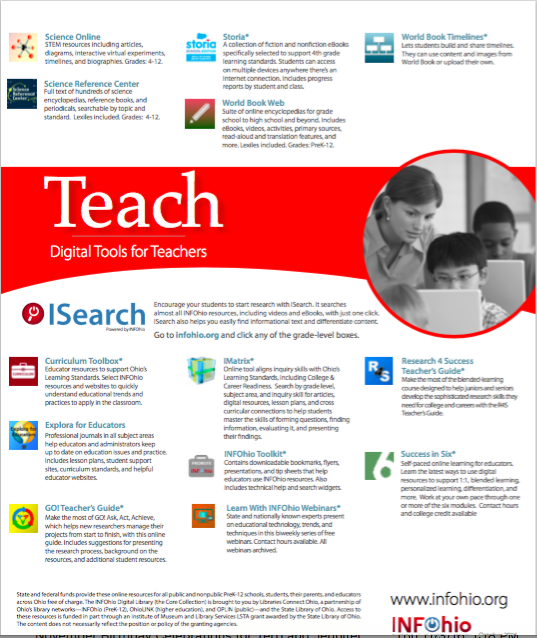 Science Online
STEM resources including articles,
diagrams, interactive virtual experiments,
timelines, and biographies. Grades: 4-12.
Science Reference Center
Full text of hundreds of science
encyclopedias, reference books, and
periodicals, searchable by topic and
standard. Lexiles included. Grades: 4-12.
Storia*
A collection of fiction and nonfiction eBooks
specifically selected to support 4th grade
learning standards. Students can access
on multiple devices anywhere there's an
internet connection. Includes progress
reports by student and class.
World Book Web
Suite of online encyclopedias for grade
school to high school and beyond. Includes
eBooks, videos, activities, primary sources,
read-aloud and translation features, and
more. Lexiles included. Grades: PreK-12.
World Book Timelines*
Lets students build and share timelines.
They can use content and images from
World Book or upload their own.
storia
Science
Reference
Center
Teach
Digital Tools for Teachers
ISearch
Powered by INFOhio
Encourage your students to start research with ISearch. It searches
almost all INFOhio resources, including videos and eBooks, with just one click.
ISearch also helps you easily find informational text and differentiate content.
Go to infohio.org and click any of the grade-level boxes.
Curriculum Toolbox*
Educator resources to support Ohio's
Learning Standards. Select INFOhio
resources and websites to quickly
understand educational trends and
practices to apply in the classroom.
Explora for Educators
Professional journals in all subject areas
help educators and administrators keep
up to date on education issues and practice.
Includes lesson plans, student support
sites, curriculum standards, and helpful
educator websites.
GO! Teacher's Guide*
Make the most of GO! Ask, Act, Achieve,
which helps new researchers manage their
projects from start to finish, with this online
guide. Includes suggestions for presenting
the research process, background on the
resources, and additional student resources.
IMatrix*
Online tool aligns inquiry skills with Ohio's
Learning Standards, including College &
Career Readiness. Search by grade level,
subject area, and inquiry skill for articles,
digital resources, lesson plans, and cross
curricular connections to help students
master the skills of forming questions, finding
information, evaluating it, and presenting
their findings.
INFOhio Toolkit*
Contains downloadable bookmarks, flyers,
presentations, and tip sheets that help
educators use INFOhio resources. Also
includes technical help and search widgets.
Learn With INFOhio Webinars*
State and nationally known experts present
on educational technology, trends, and
techniques in this biweekly series of free
webinars. Contact hours available. All
webinars archived.
Research 4 Success
Teacher's Guide*
Make the most of the blended-learning
course designed to help juniors and seniors
develop the sophisticated research skills they
need for college and careers with the R4S
Teacher's Guide.
R4S
Success in Six*
Self-paced online learning for educators.
Learn the latest ways to use digital
resources to support 1:1, blended learning,
personalized learning, differentiation, and
more. Work at your own pace through one
or more of the six modules. Contact hours
and college credit available
6
State and federal funds provide these online resources for all public and nonpublic PreK-12 schools, students, their parents, and educators
across Ohio free of charge. The INFOhio Digital Library (the Core Collection) is brought to you by Libraries Connect Ohio, a partnership of
Ohio's library networks—INFOhio (PreK-12), OhioLINK (higher education), and OPLIN (public)—and the State Library of Ohio. Access to
these resources is funded in part through an Institute of Museum and Library Services LSTA grant awarded by the State Library of Ohio.
The content does not necessarily reflect the position or policy of the granting agencies.
www.infohio.org
INFOhio